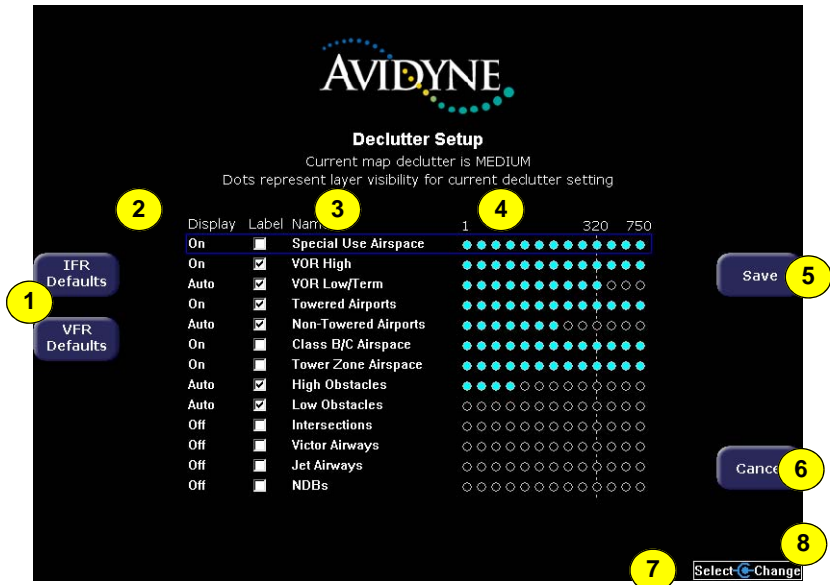 AVIDYNE
Declutter Setup
Current map declutter is MEDIUM
Dots represent layer visibility for current declutter setting
2 3 4
Display Label 1 320 750
On Special Use Airspace
On VOR High
Auto VOR Low/Term
On Towered Airports
Auto Non-Towered Airports
On Class B/C Airspace
On Tower Zone Airspace
Auto High Obstacles
Auto Low Obstacles
Off Intersections
Off Victor Airways
Off Jet Airways
Off NDBs
IFR
Defaults
1
VFR
Defaults
Save 5
Cance 6
7 8
Select Change